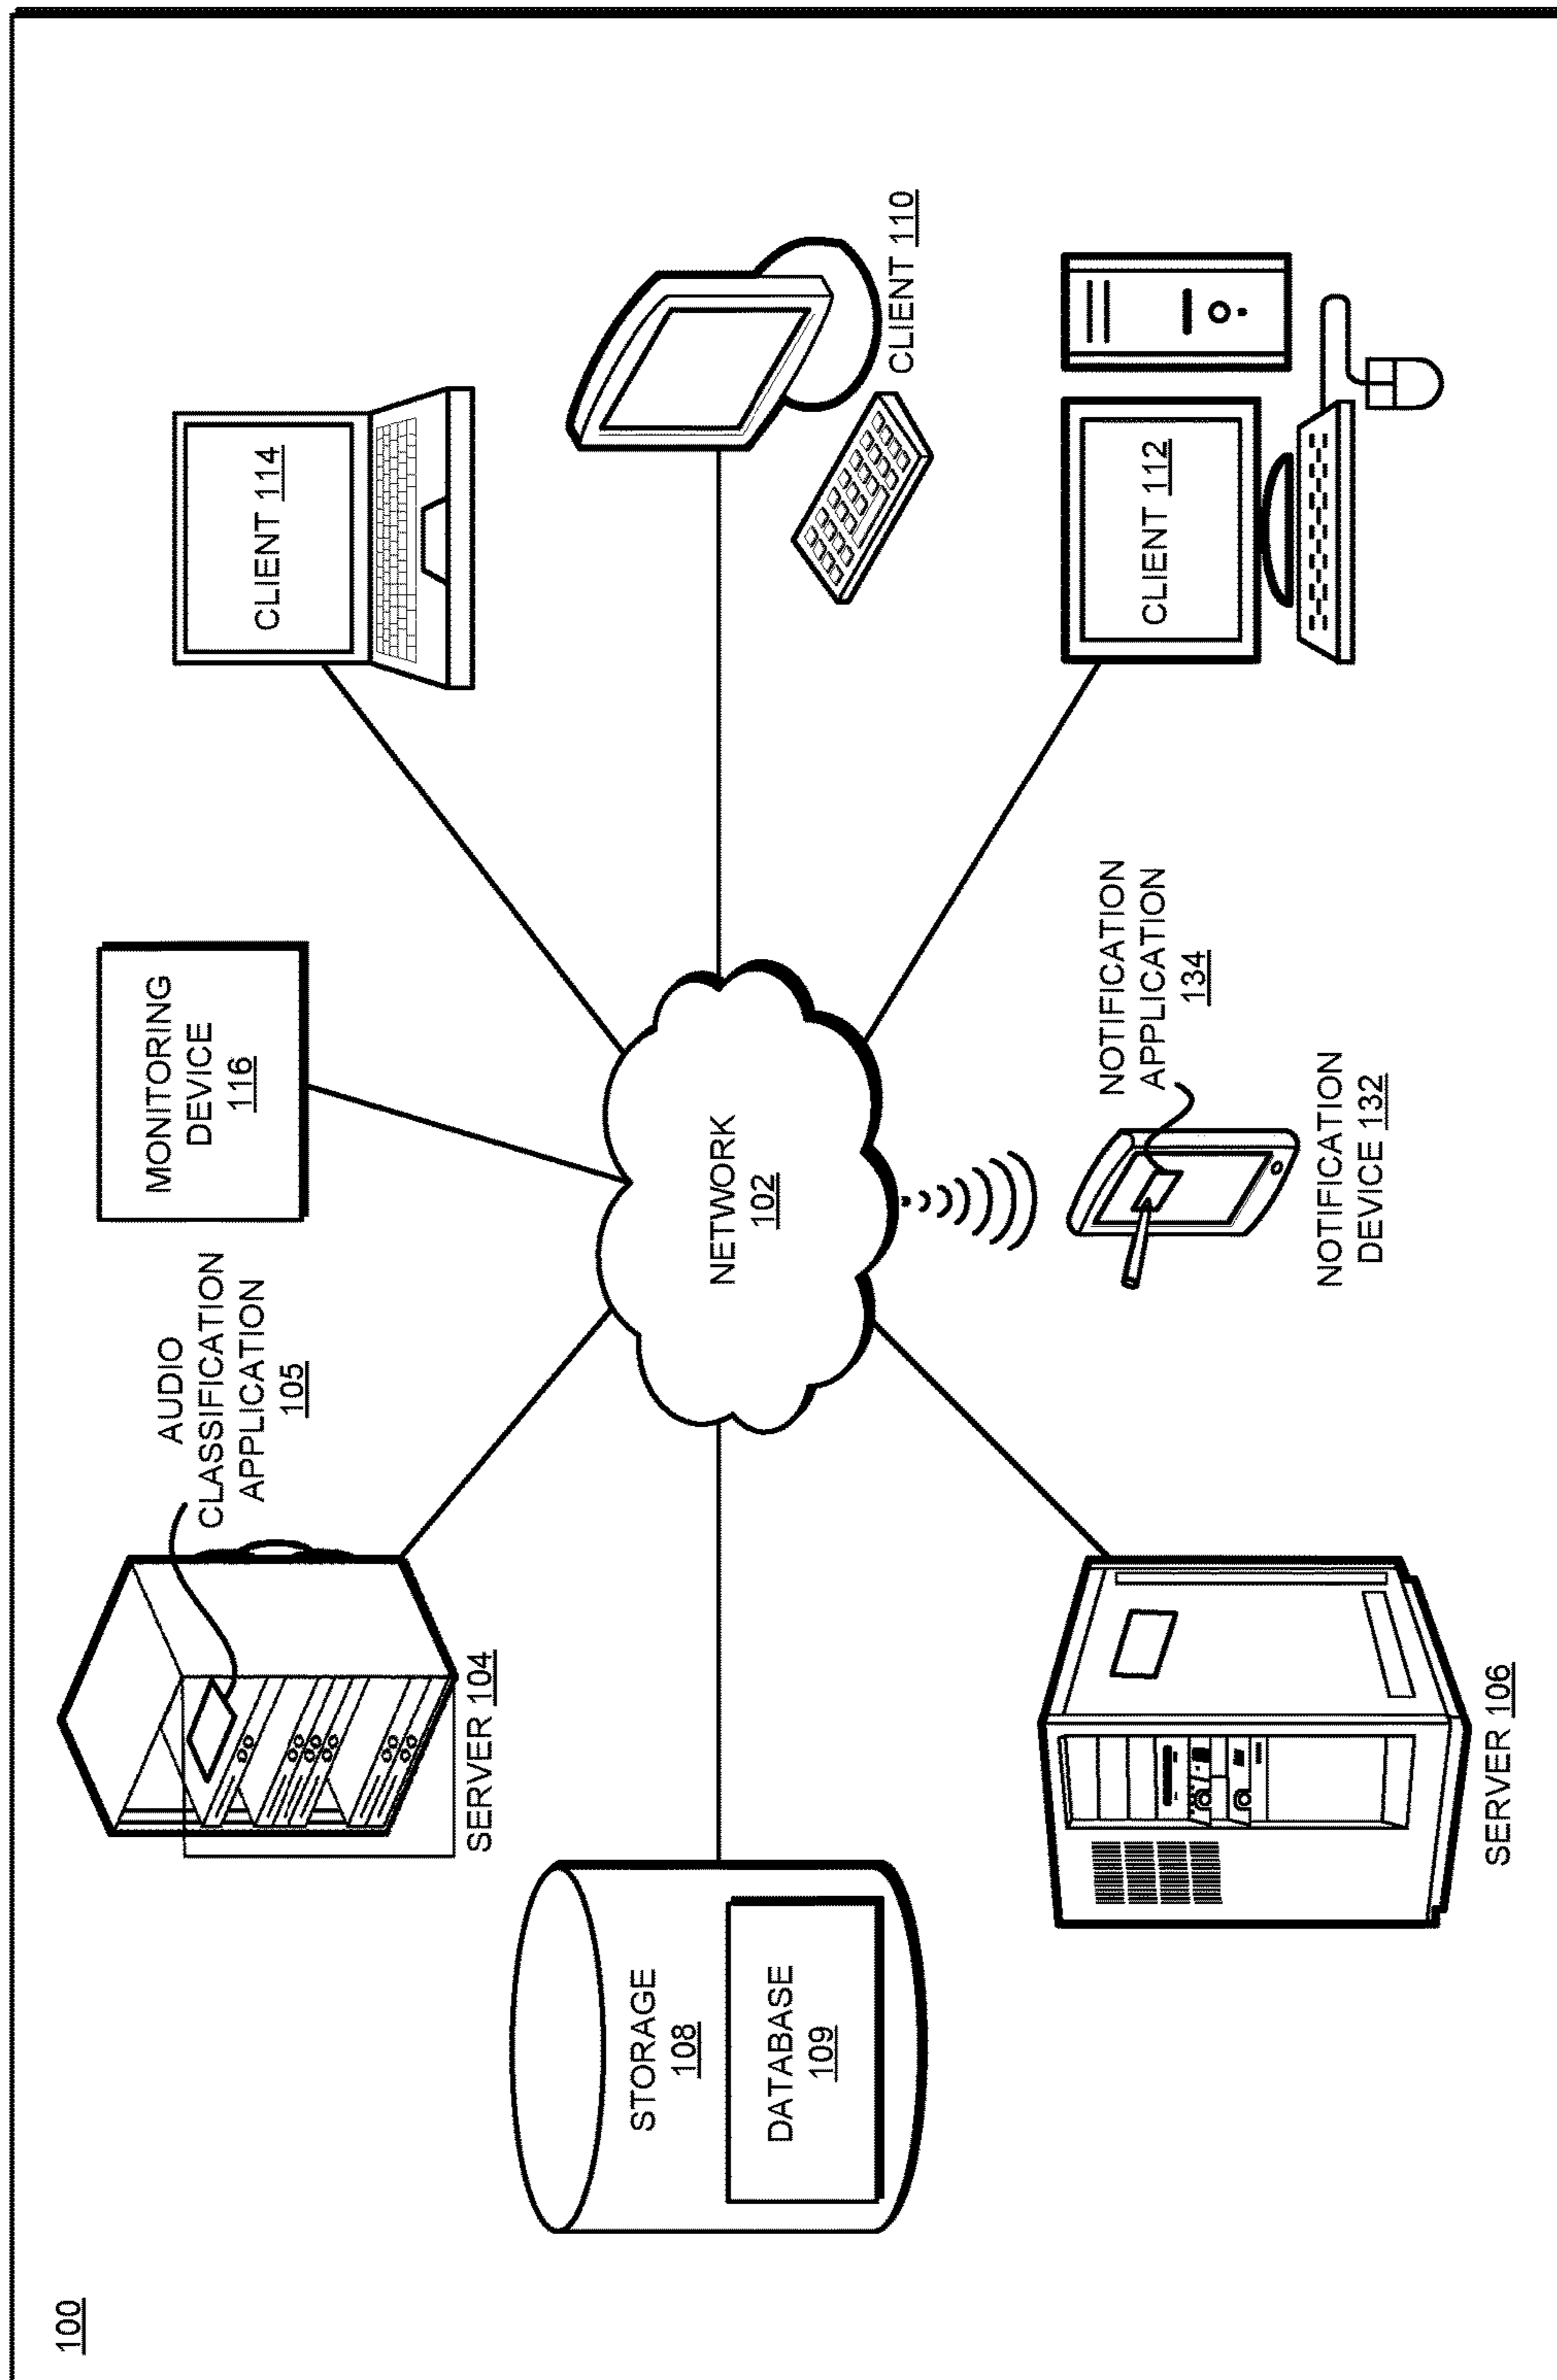 100
AUDIO
CLASSIFICATION
APPLICATION
105
SERVER 104
MONITORING
DEVICE
116
CLIENT 114
STORAGE
108
DATABASE
109
NETWORK
102
CLIENT 110
SERVER 106
NOTIFICATION
APPLICATION
134
NOTIFICATION
DEVICE 132
CLIENT 112